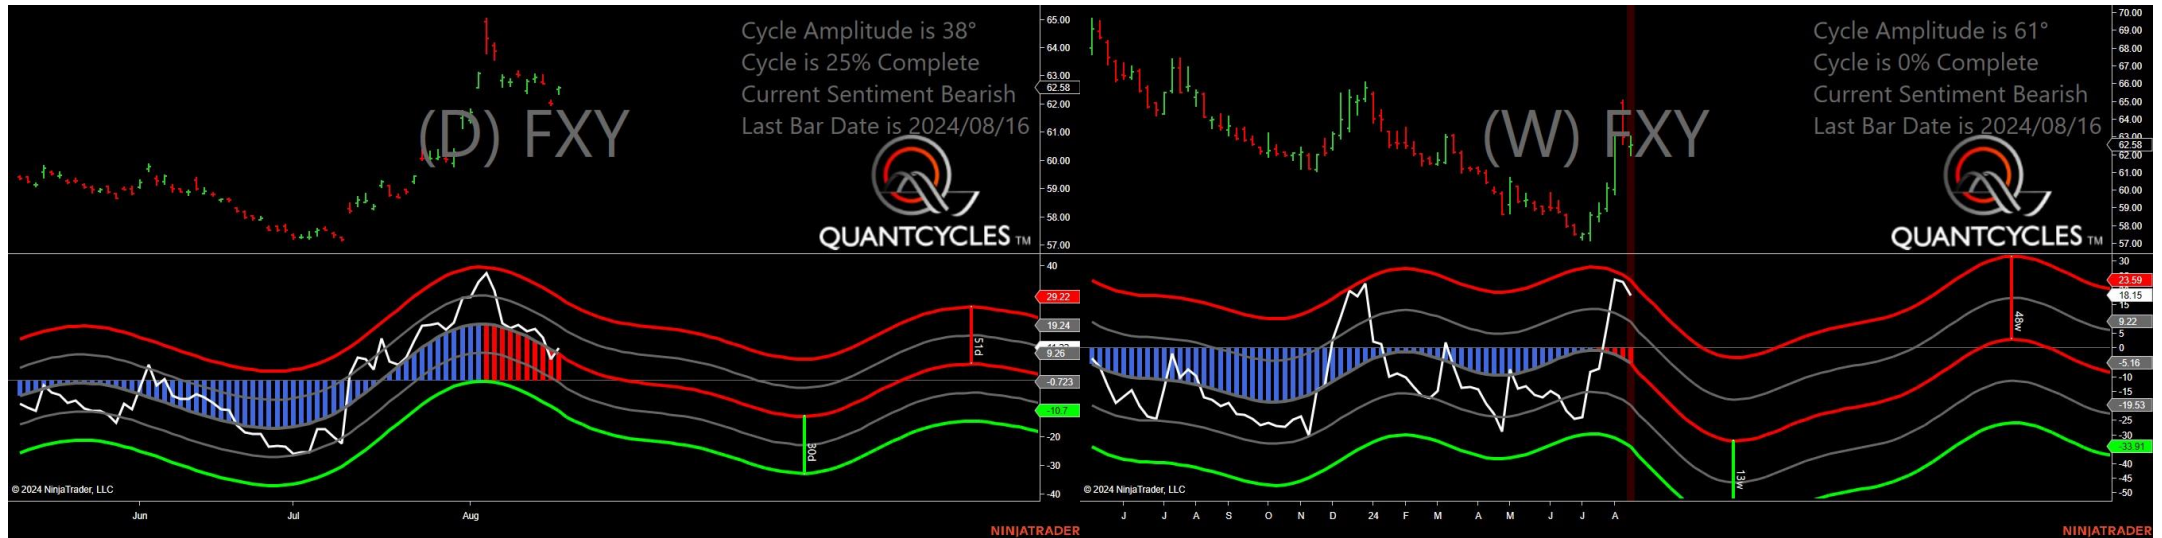 Cycle Amplitude is 38°
Cycle is 25% Complete
Current Sentiment Bearish
Last Bar Date is 2024/08/16
(D) FXY
QUANTCYCLES TM
65.00
64.00
63.00
62.58
62.00
61.00
60.00
59.00
58.00
57.00
40
29.22
19.24
9.26
-0.723
-10.7
-20
-30
-40
51d
30d
© 2024 NinjaTrader, LLC
Jun Jul Aug
NINJATRADER
Cycle Amplitude is 61°
Cycle is 0% Complete
Current Sentiment Bearish
Last Bar Date is 2024/08/16
(W) FXY
QUANTCYCLES TM
70.00
69.00
68.00
67.00
66.00
65.00
64.00
63.00
62.58
62.00
61.00
60.00
59.00
58.00
57.00
30
23.59
18.15
15
9.22
5
0
-5.16
-10
-15
-19.53
-25
-30
-33.91
-40
-45
-50
48w
13w
© 2024 NinjaTrader, LLC
J J A S O N D 24 F M A M J J A
NINJATRADER